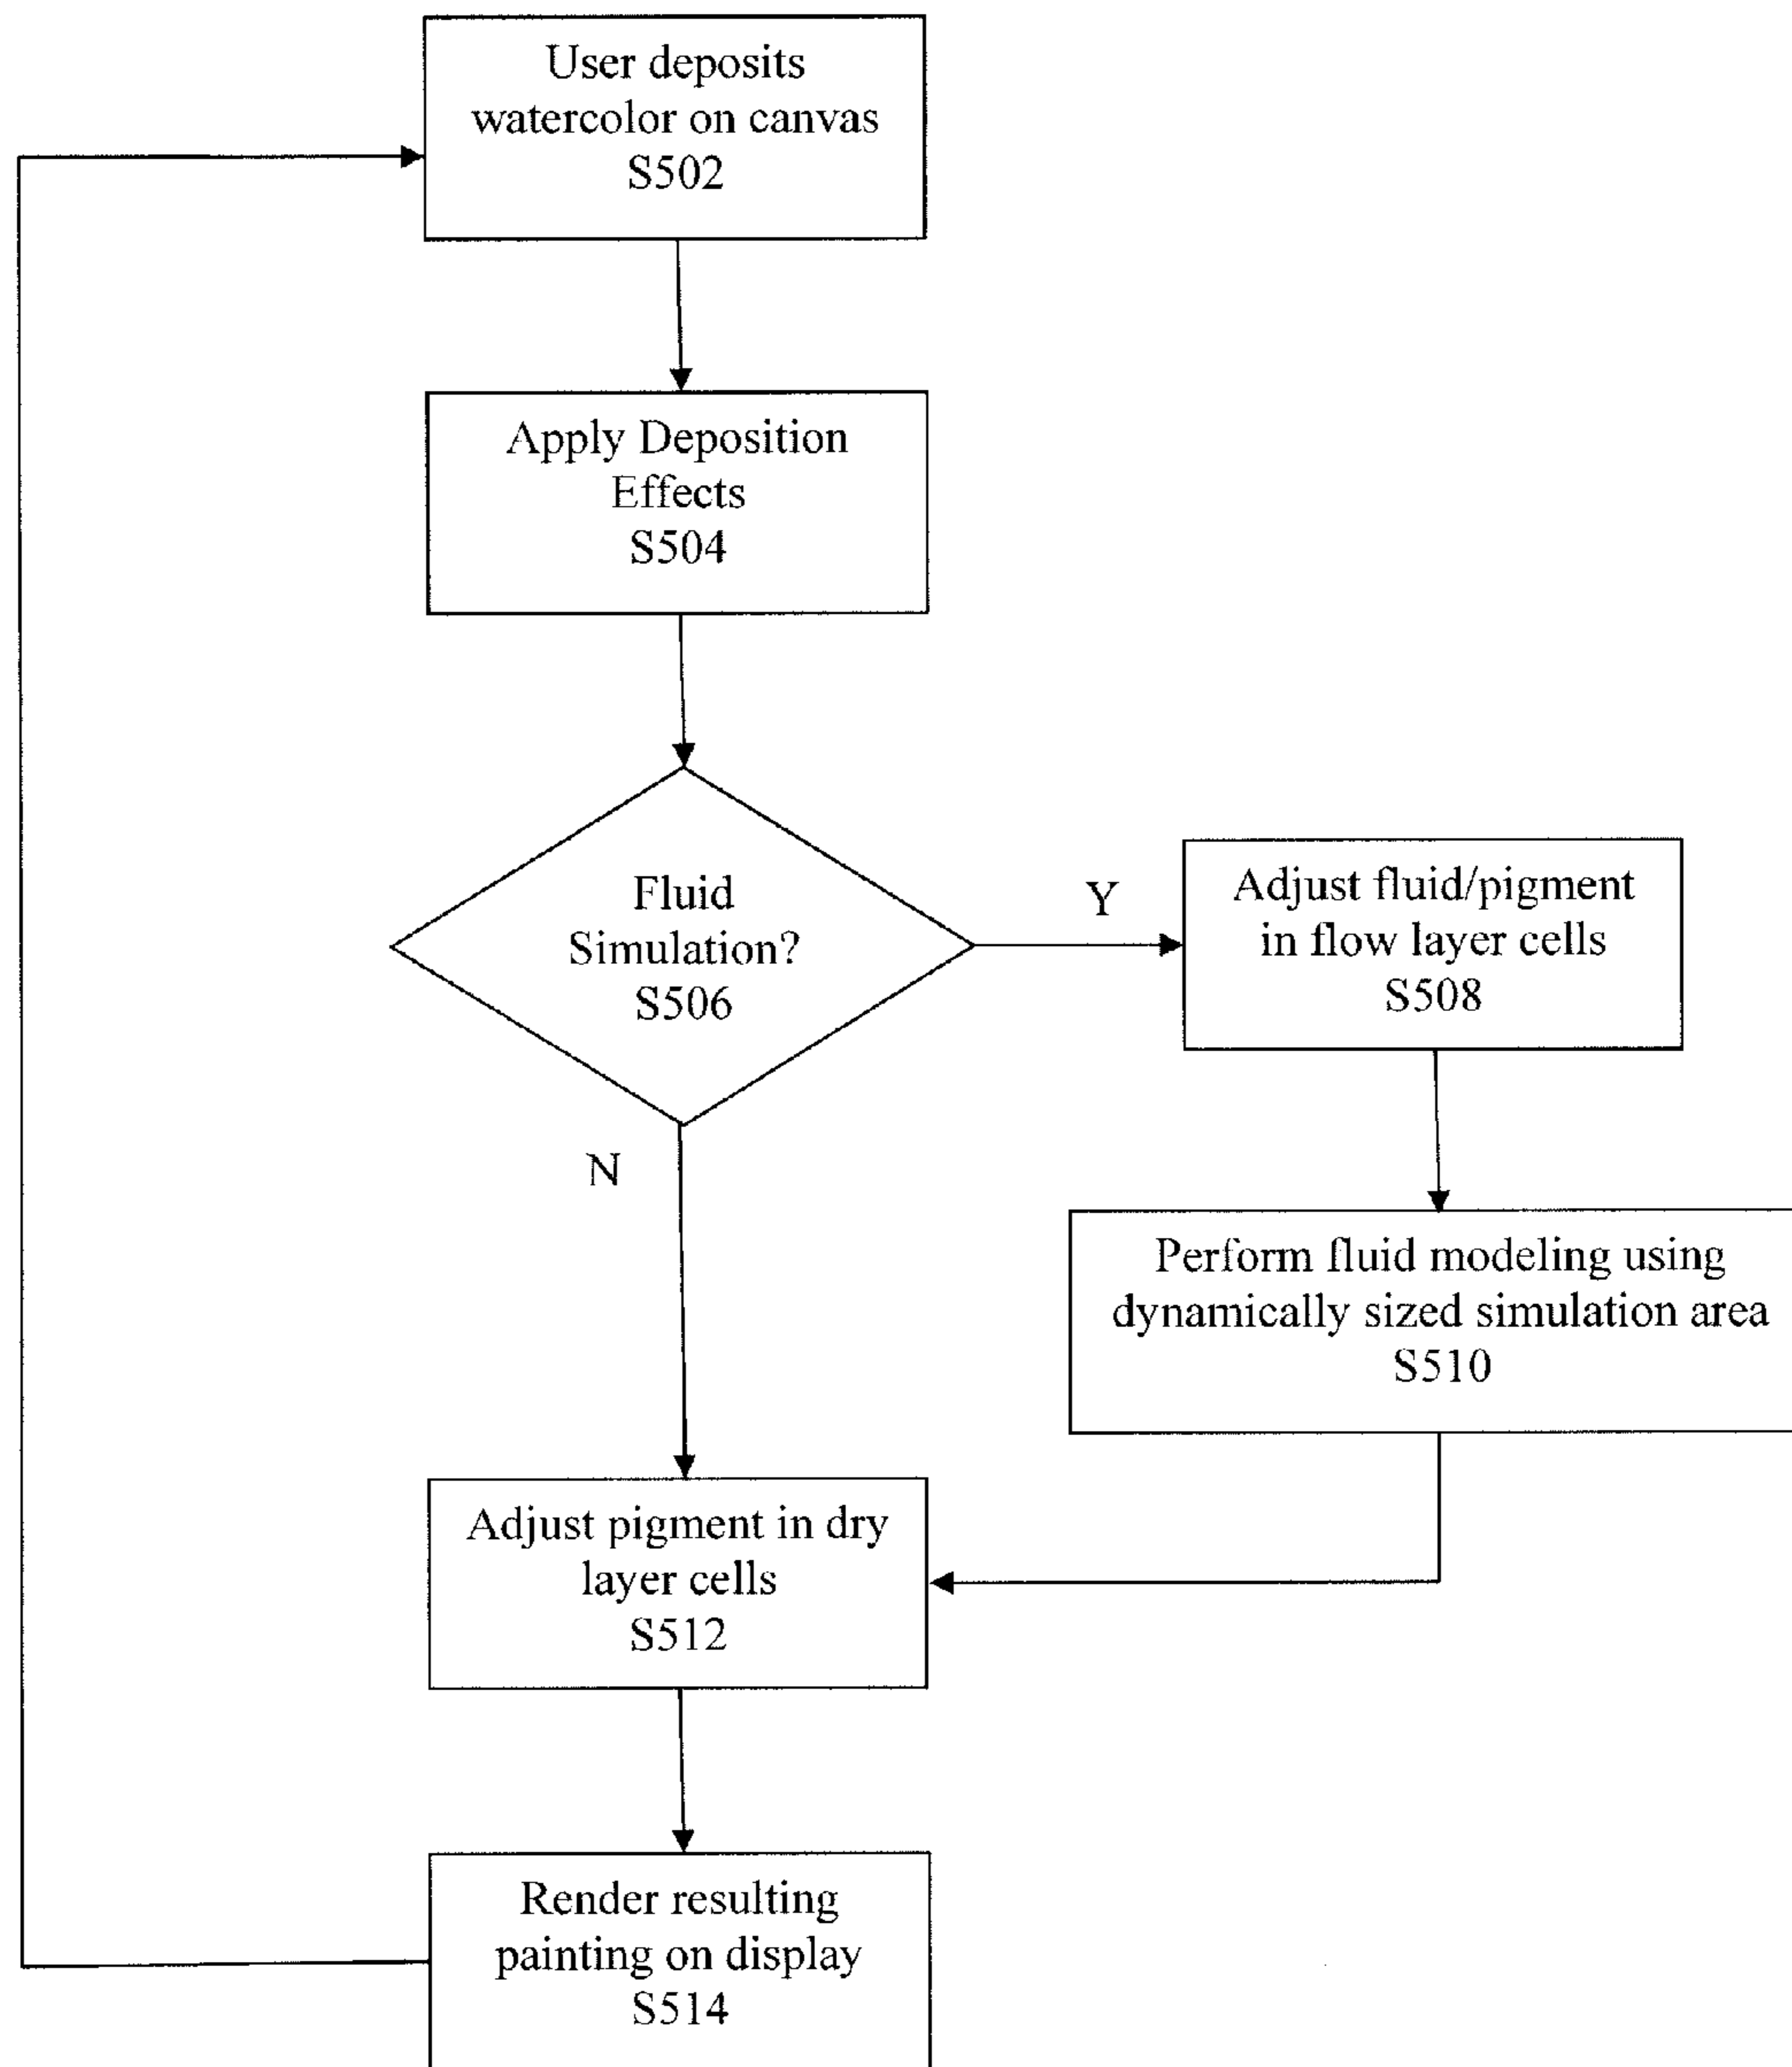 User deposits
watercolor on canvas
S502
Apply Deposition
Effects
S504
Fluid
Simulation?
S506
Y
Adjust fluid/pigment
in flow layer cells
S508
N
Perform fluid modeling using
dynamically sized simulation area
S510
Adjust pigment in dry
layer cells
S512
Render resulting
painting on display
S514